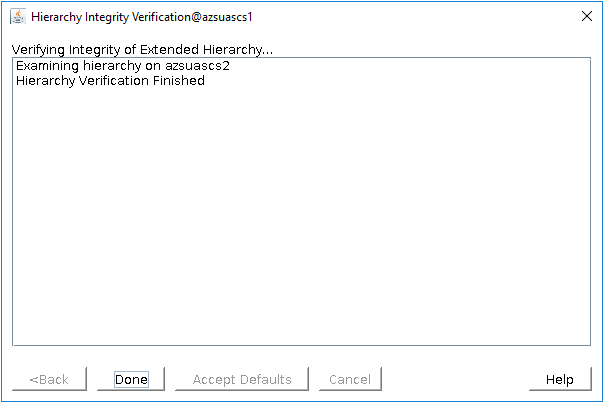 Hierarchy Integrity Verification@azsuascs1
Verifying Integrity of Extended Hierarchy...
Examining hierarchy on azsuascs2
Hierarchy Verification Finished
<Back Done Accept Defaults Cancel Help